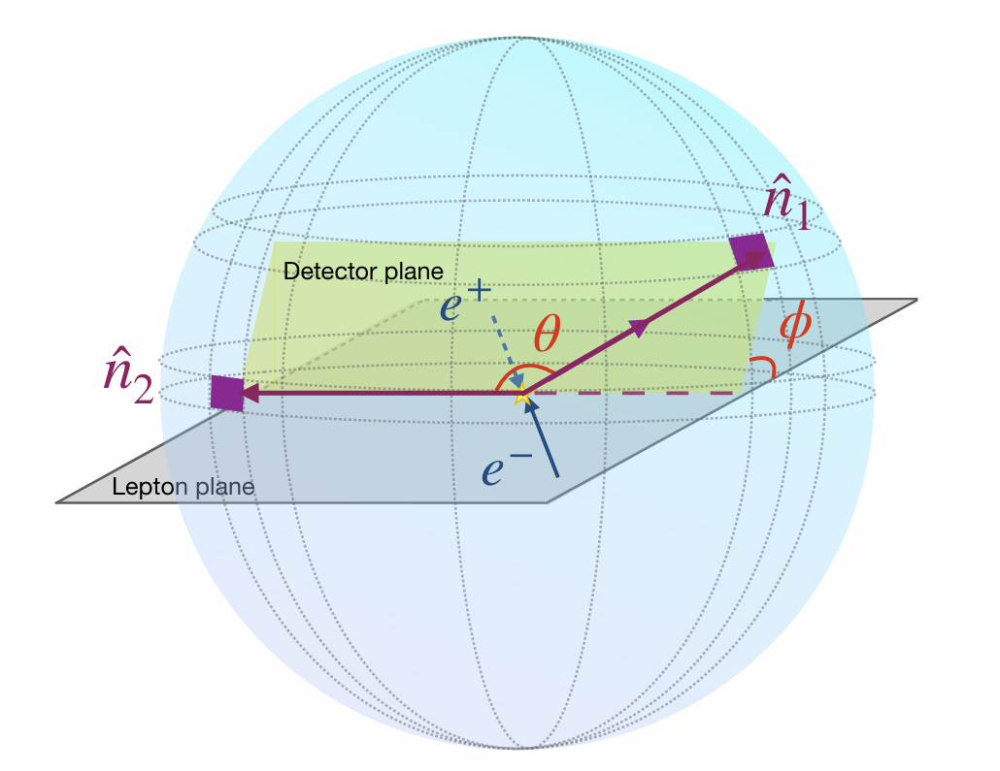 n̂₁
Detector plane
e⁺
θ
ϕ
n̂₂
e⁻
Lepton plane